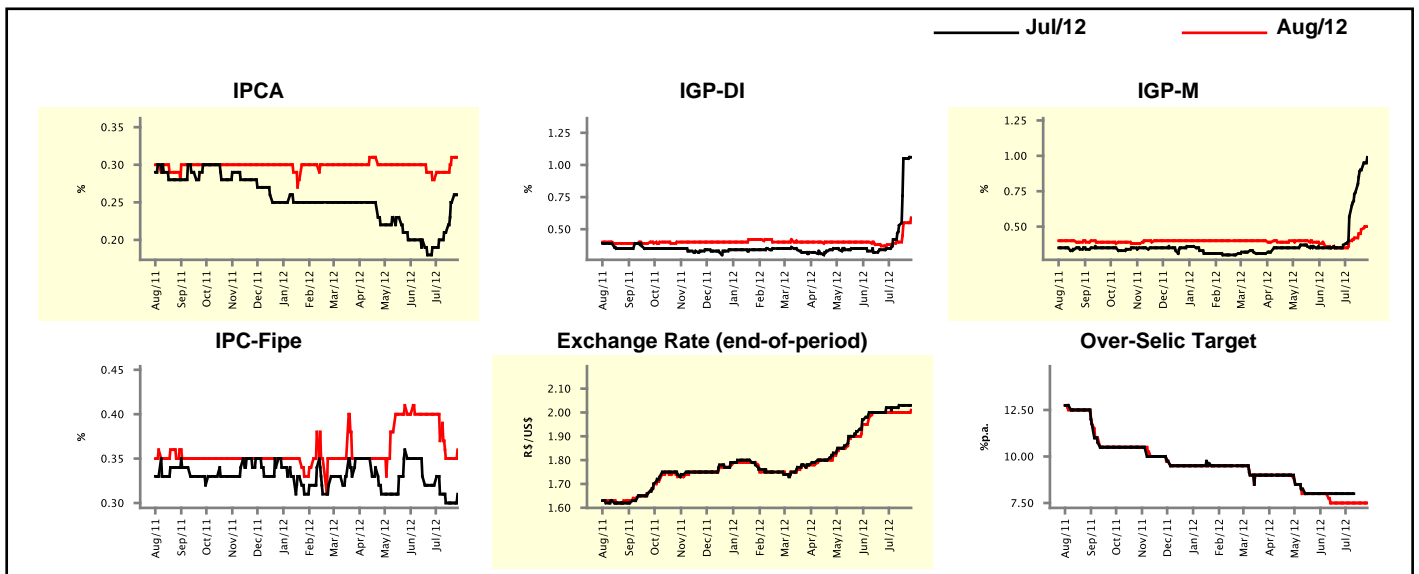 Jul/12 Aug/12
IPCA
%
0.35
0.30
0.25
0.20
Aug/11 Sep/11 Oct/11 Nov/11 Dec/11 Jan/12 Feb/12 Mar/12 Apr/12 May/12 Jun/12 Jul/12
IGP-DI
%
1.25
1.00
0.75
0.50
Aug/11 Sep/11 Oct/11 Nov/11 Dec/11 Jan/12 Feb/12 Mar/12 Apr/12 May/12 Jun/12 Jul/12
IGP-M
%
1.25
1.00
0.75
0.50
Aug/11 Sep/11 Oct/11 Nov/11 Dec/11 Jan/12 Feb/12 Mar/12 Apr/12 May/12 Jun/12 Jul/12
IPC-Fipe
%
0.45
0.40
0.35
0.30
Aug/11 Sep/11 Oct/11 Nov/11 Dec/11 Jan/12 Feb/12 Mar/12 Apr/12 May/12 Jun/12 Jul/12
Exchange Rate (end-of-period)
R$/US$
2.10
2.00
1.90
1.80
1.70
1.60
Aug/11 Sep/11 Oct/11 Nov/11 Dec/11 Jan/12 Feb/12 Mar/12 Apr/12 May/12 Jun/12 Jul/12
Over-Selic Target
%p.a.
12.50
10.00
7.50
Aug/11 Sep/11 Oct/11 Nov/11 Dec/11 Jan/12 Feb/12 Mar/12 Apr/12 May/12 Jun/12 Jul/12